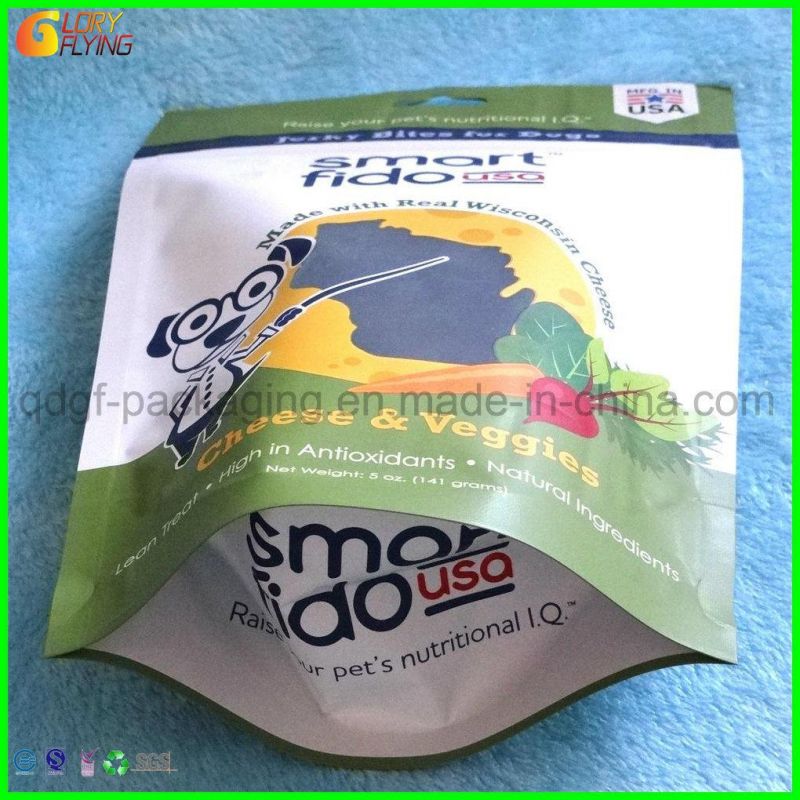 GLORY
FLYING
MFG. IN
USA
Raise your pet's nutritional I.Q.™
Jerky Bites for Dogs
smart™
fido usa
Made with Real Wisconsin Cheese
qdgf-packaging.en.made-in-china.com
Cheese & Veggies
Lean Treat • High in Antioxidants • Natural Ingredients
Net Weight: 5 oz. (141 grams)
smart
fido usa
Raise your pet's nutritional I.Q.™
QS
SGS